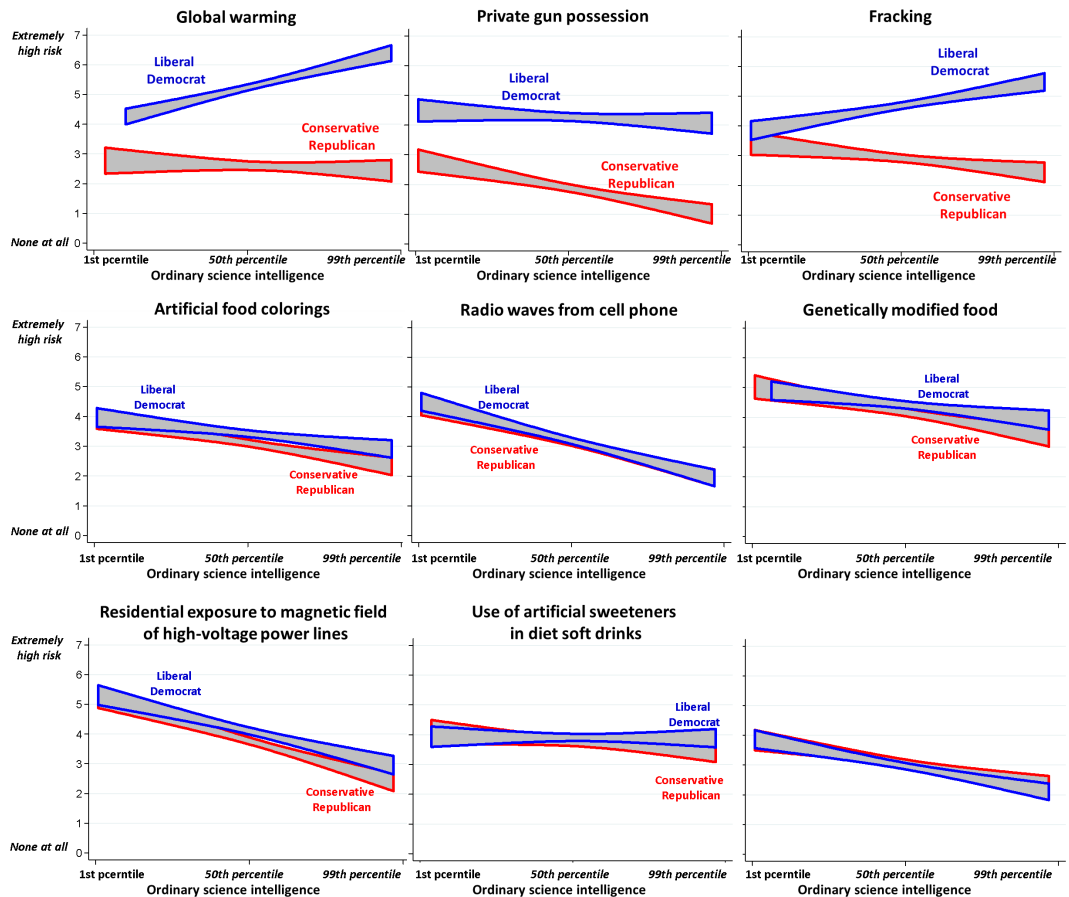 Global warming
Private gun possession
Fracking
Extremely
high risk
7
6
5
4
3
2
1
0
None at all
Liberal
Democrat
Conservative
Republican
Liberal
Democrat
Conservative
Republican
Liberal
Democrat
Conservative
Republican
1st pcerntile 50th percentile 99th percentile
Ordinary science intelligence
1st pcerntile 50th percentile 99th percentile
Ordinary science intelligence
1st pcerntile 50th percentile 99th percentile
Ordinary science intelligence
Artificial food colorings
Radio waves from cell phone
Genetically modified food
Extremely
high risk
7
6
5
4
3
2
1
0
None at all
Liberal
Democrat
Conservative
Republican
Liberal
Democrat
Conservative
Republican
Liberal
Democrat
Conservative
Republican
1st pcerntile 50th percentile 99th percentile
Ordinary science intelligence
1st pcerntile 50th percentile 99th percentile
Ordinary science intelligence
1st pcerntile 50th percentile 99th percentile
Ordinary science intelligence
Residential exposure to magnetic field
of high-voltage power lines
Use of artificial sweeteners
in diet soft drinks
Extremely
high risk
7
6
5
4
3
2
1
0
None at all
Liberal
Democrat
Conservative
Republican
Liberal
Democrat
Conservative
Republican
1st pcerntile 50th percentile 99th percentile
Ordinary science intelligence
1st pcerntile 50th percentile 99th percentile
Ordinary science intelligence
1st pcerntile 50th percentile 99th percentile
Ordinary science intelligence